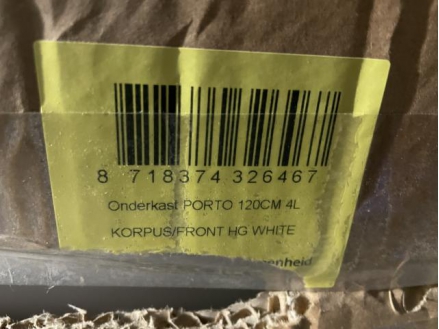 8 718374 326467
Onderkast PORTO 120CM 4L
KORPUS/FRONT HG WHITE